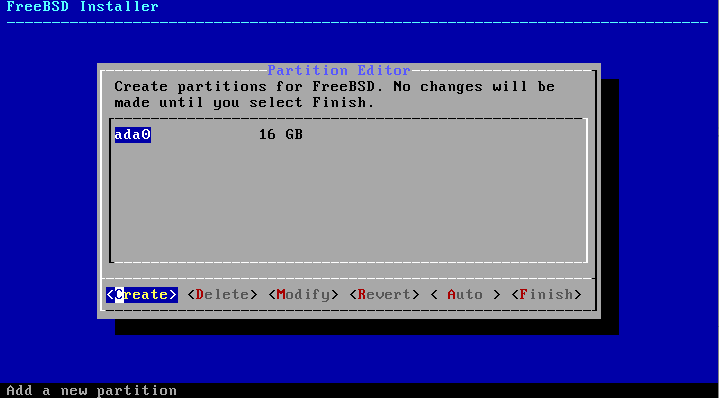 FreeBSD Installer
Partition Editor
Create partitions for FreeBSD. No changes will be
made until you select Finish.
ada0 16 GB
<Create> <Delete> <Modify> <Revert> < Auto > <Finish>
Add a new partition